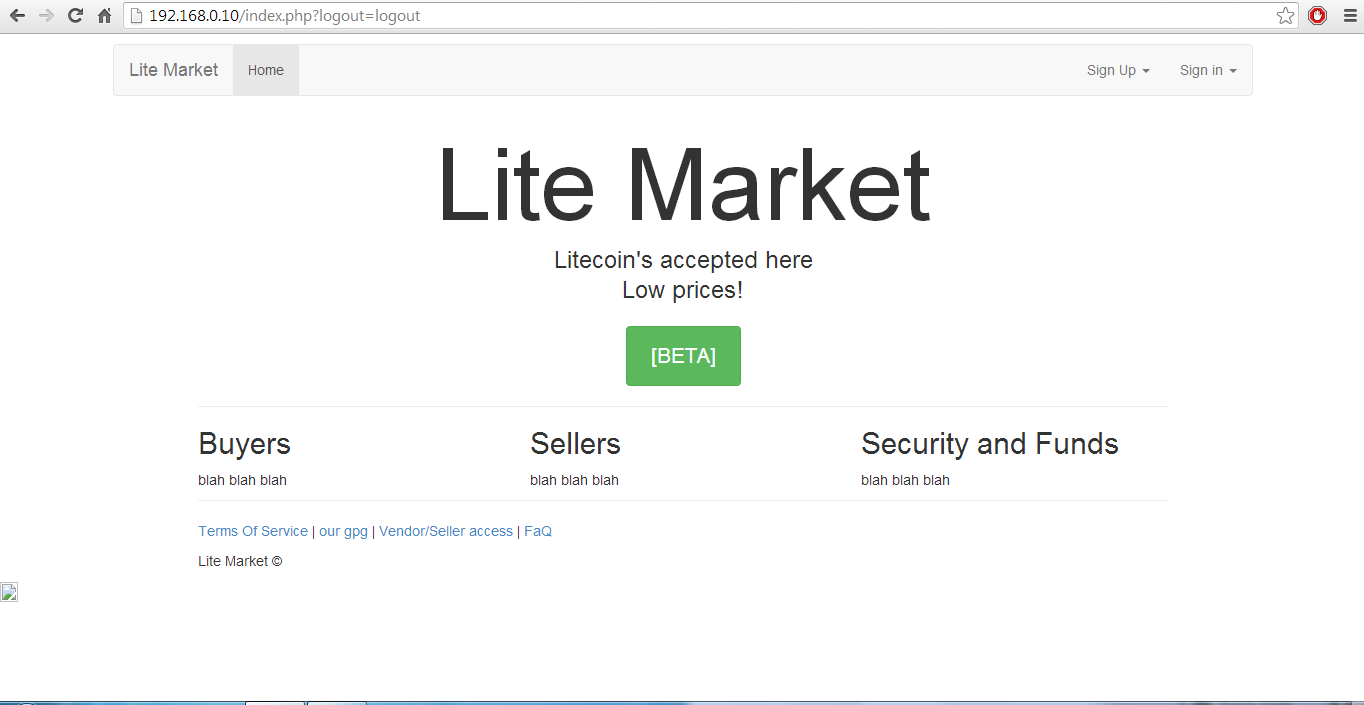 192.168.0.10/index.php?logout=logout
Lite Market Home Sign Up Sign in
Lite Market
Litecoin's accepted here
Low prices!
[BETA]
Buyers Sellers Security and Funds
blah blah blah blah blah blah blah blah blah
Terms Of Service | our gpg | Vendor/Seller access | FaQ
Lite Market ©